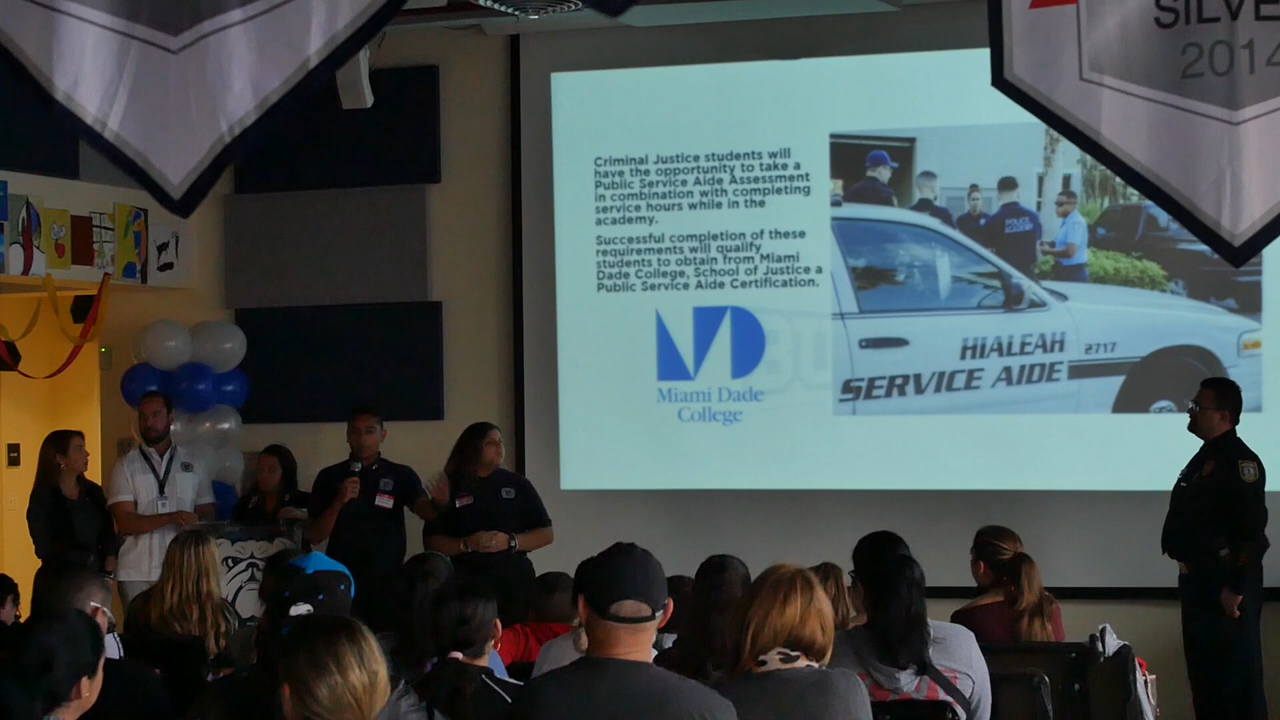 SILVE
2014
Criminal Justice students will
have the opportunity to take a
Public Service Aide Assessment
in combination with completing
service hours while in the
academy.
Successful completion of these
requirements will qualify
students to obtain from Miami
Dade College, School of Justice a
Public Service Aide Certification.
Miami Dade
College
POLICE
HIALEAH 2717
SERVICE AIDE